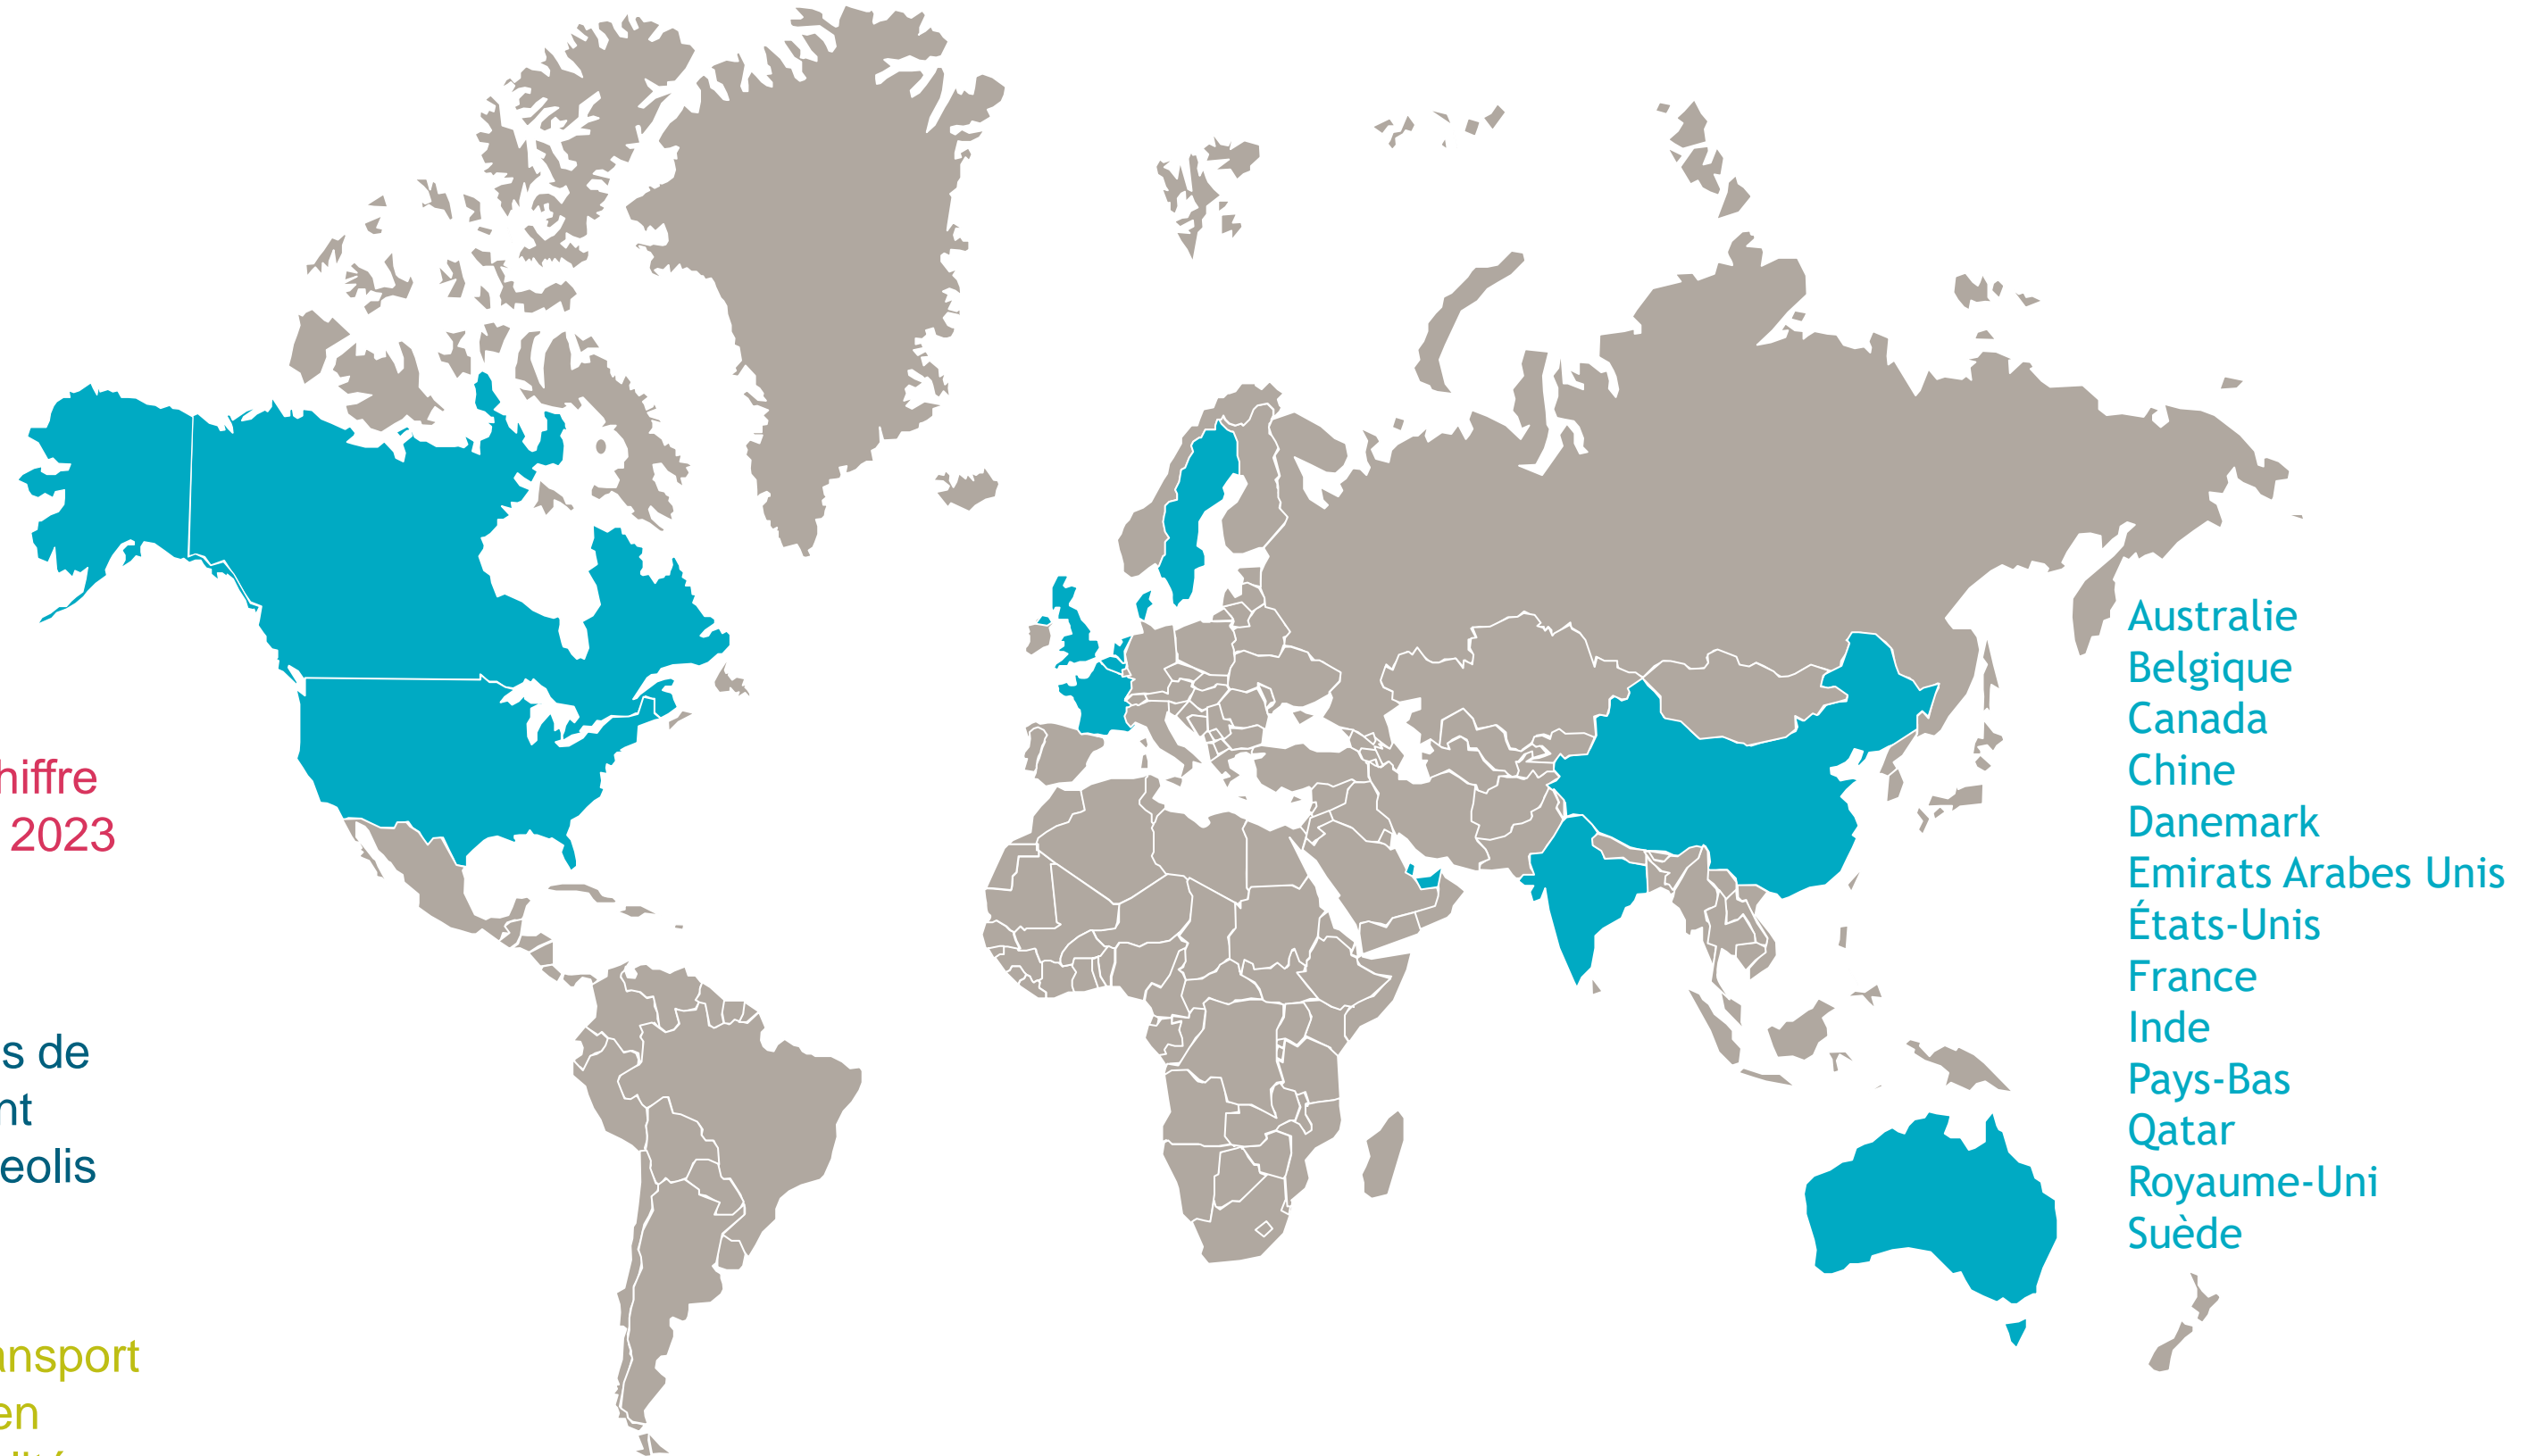 hiffre
2023
s de
nt
eolis
ansport
en
Australie
Belgique
Canada
Chine
Danemark
Emirats Arabes Unis
États-Unis
France
Inde
Pays-Bas
Qatar
Royaume-Uni
Suède